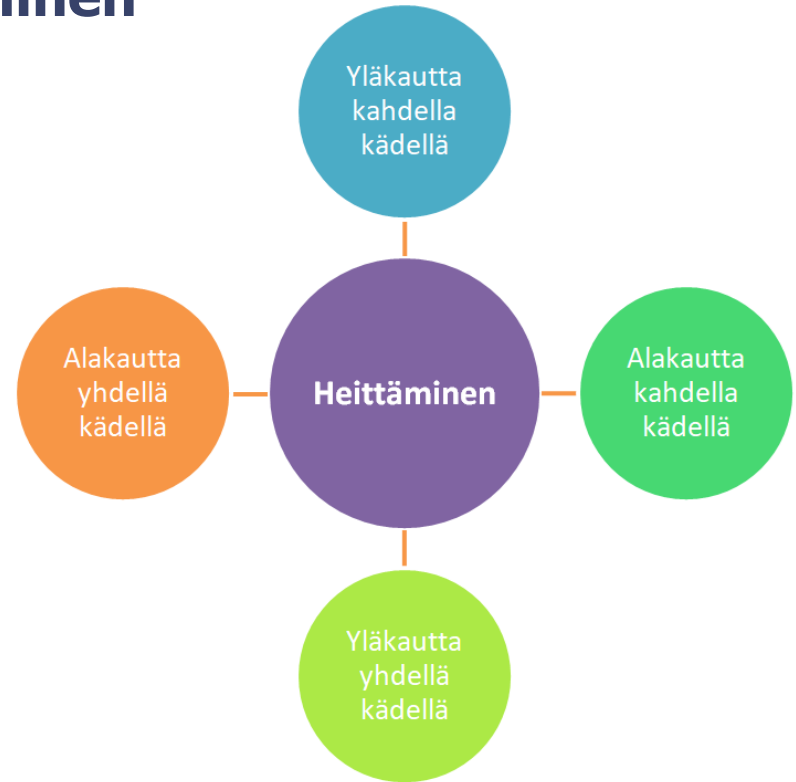 Yläkautta
kahdella
kädellä
Alakautta
yhdellä
kädellä
Heittäminen
Alakautta
kahdella
kädellä
Yläkautta
yhdellä
kädellä